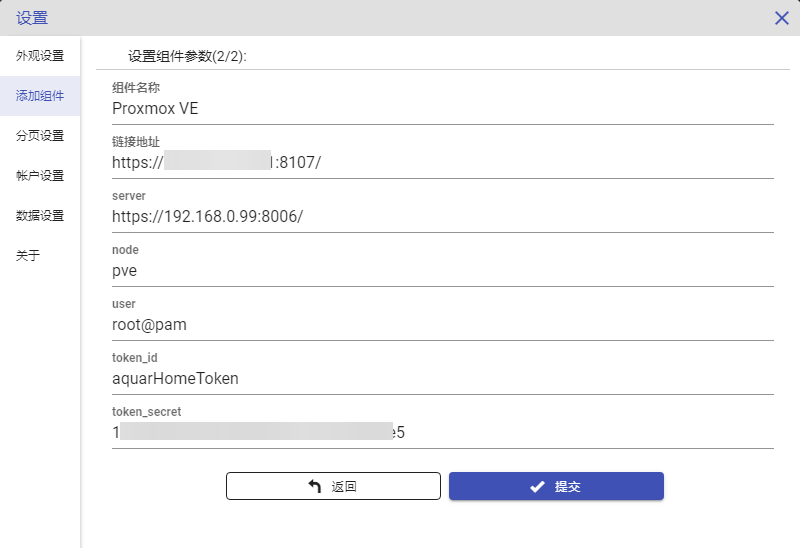 设置
外观设置
添加组件
分页设置
帐户设置
数据设置
关于
设置组件参数(2/2):
组件名称
Proxmox VE
链接地址
https:// :8107/
server
https://192.168.0.99:8006/
node
pve
user
root@pam
token_id
aquarHomeToken
token_secret
1 e5
返回
提交